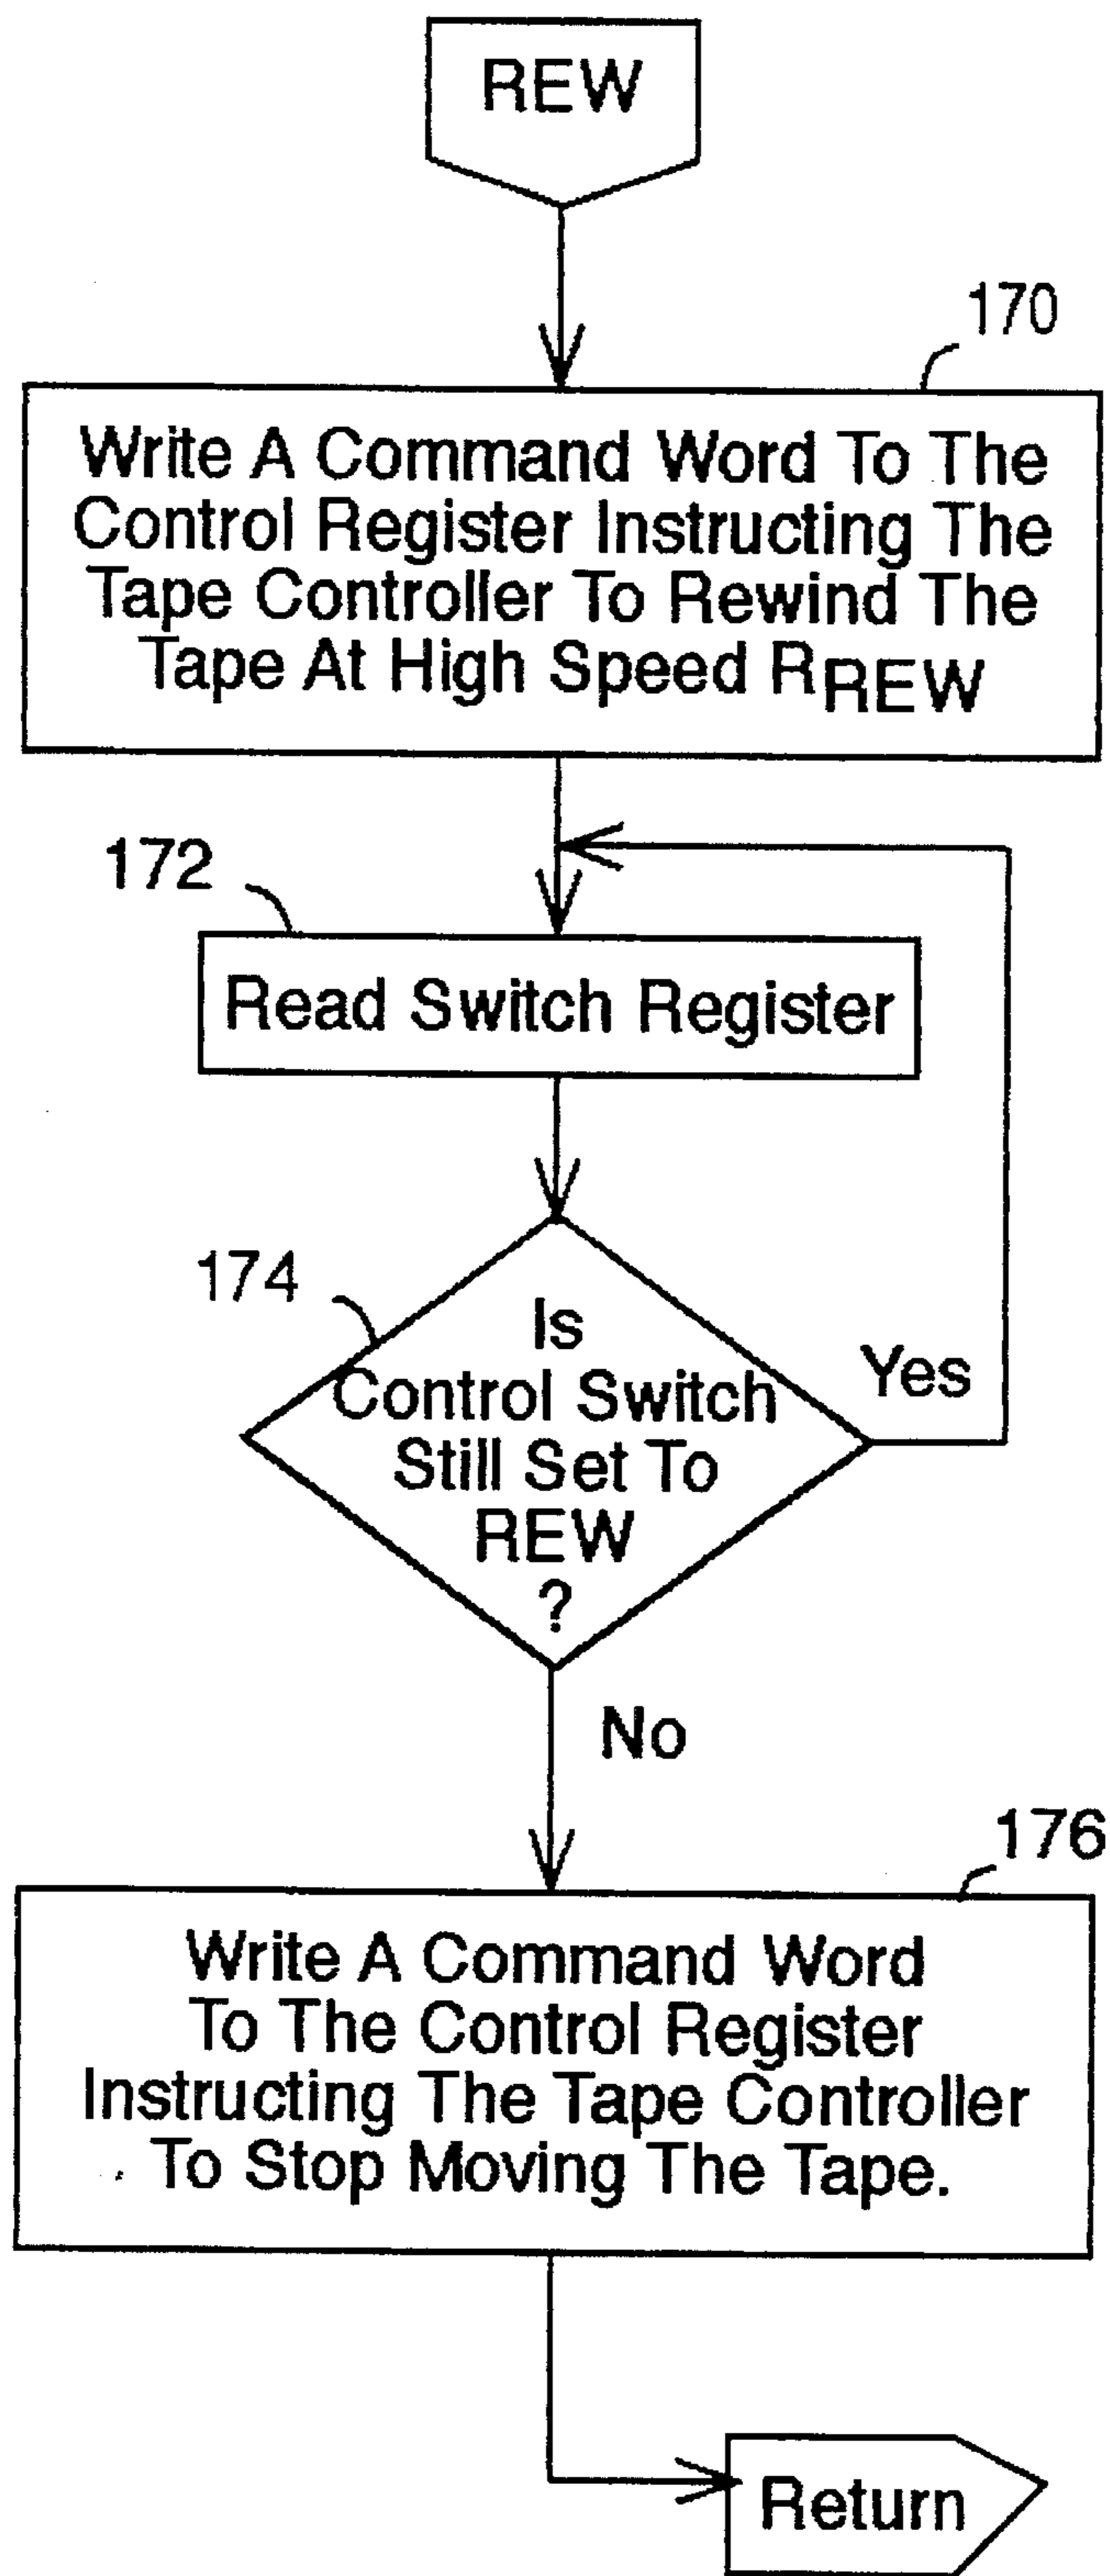 REW
170
Write A Command Word To The
Control Register Instructing The
Tape Controller To Rewind The
Tape At High Speed RREW
172
Read Switch Register
174
Is
Control Switch
Still Set To
REW
?
Yes
No
176
Write A Command Word
To The Control Register
Instructing The Tape Controller
To Stop Moving The Tape.
Return